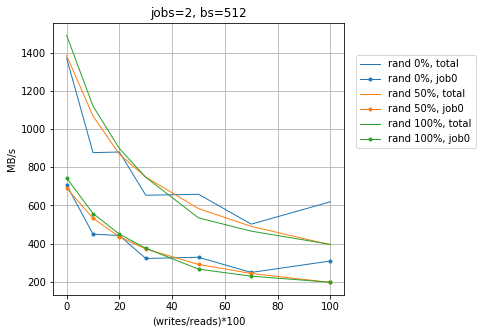 jobs=2, bs=512
1400
1200
1000
800
600
400
200
MB/s
0
20
40
60
80
100
(writes/reads)*100
rand 0%, total
rand 0%, job0
rand 50%, total
rand 50%, job0
rand 100%, total
rand 100%, job0